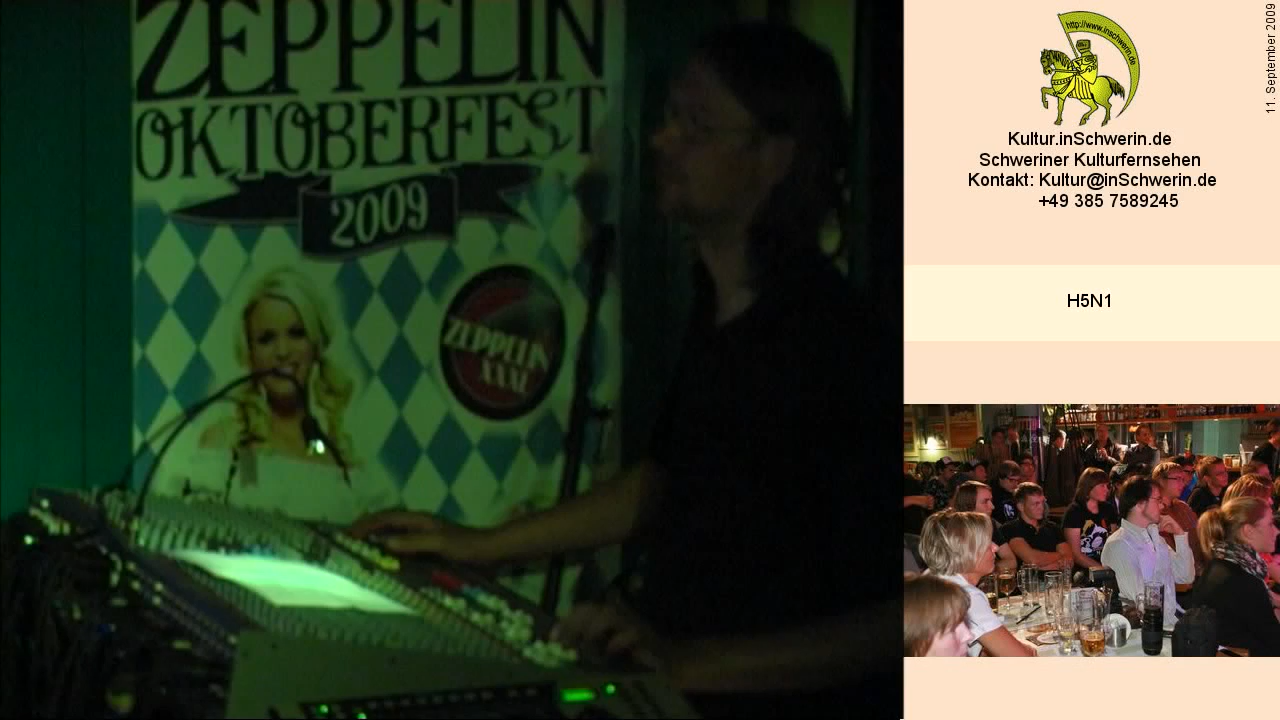 ZEPPELIN
OKTOBERFEST
2009
ZEPPELIN
XXXL
http://www.inschwerin.de
11. September 2009
Kultur.inSchwerin.de
Schweriner Kulturfernsehen
Kontakt: Kultur@inSchwerin.de
+49 385 7589245
H5N1